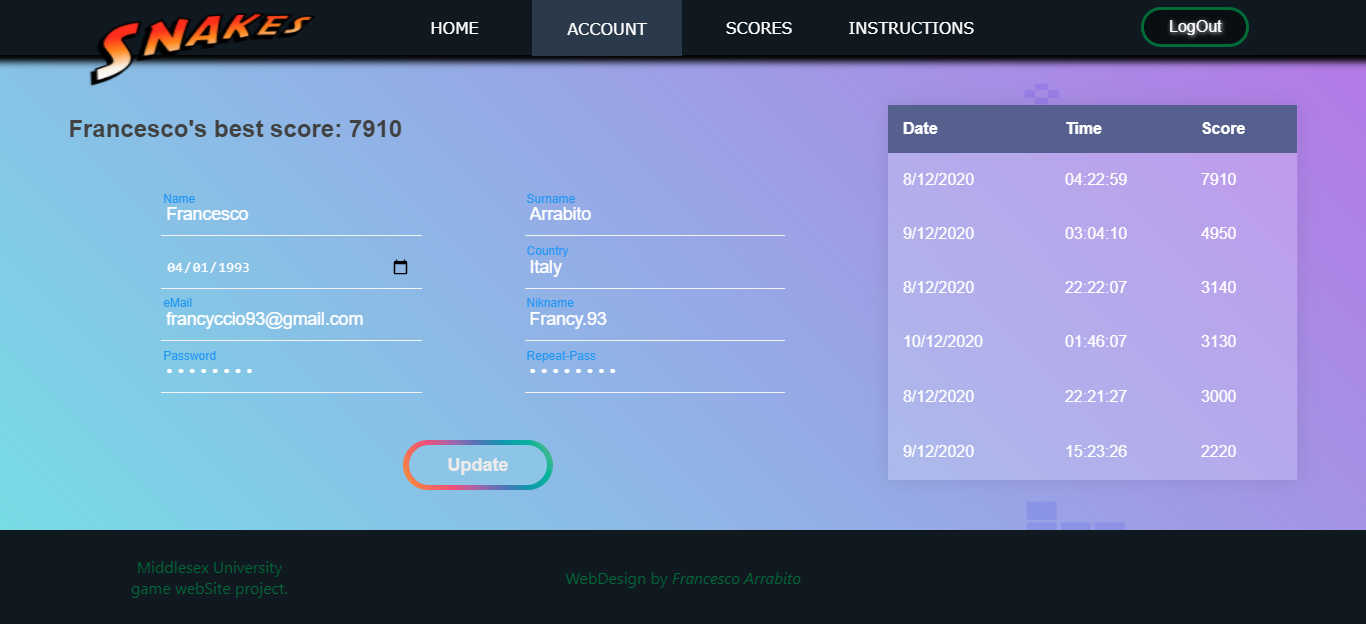 SNAKES
HOME ACCOUNT SCORES INSTRUCTIONS LogOut
Francesco's best score: 7910
Name
Francesco
Surname
Arrabito
04/01/1993
Country
Italy
eMail
francyccio93@gmail.com
Nikname
Francy.93
Password
••••••••
Repeat-Pass
••••••••
Update
Date Time Score
8/12/2020 04:22:59 7910
9/12/2020 03:04:10 4950
8/12/2020 22:22:07 3140
10/12/2020 01:46:07 3130
8/12/2020 22:21:27 3000
9/12/2020 15:23:26 2220
Middlesex University
game webSite project.
WebDesign by Francesco Arrabito